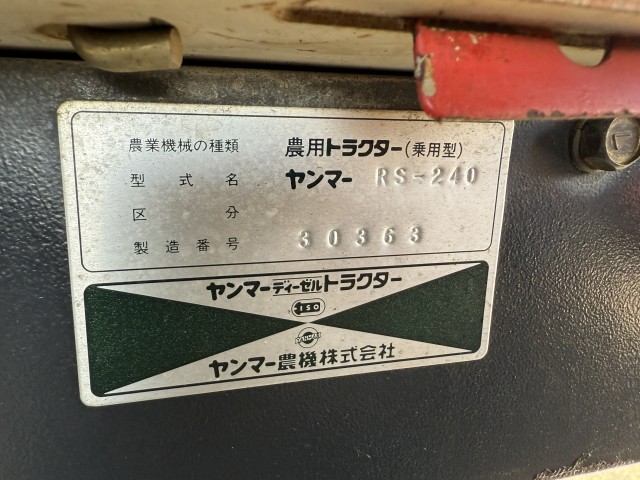 農業機械の種類 農用トラクター(乗用型)
型式名 ヤンマー RS-240
区分
製造番号 30363
ヤンマーディーゼルトラクター
ISO
YANMAR
ヤンマー農機株式会社